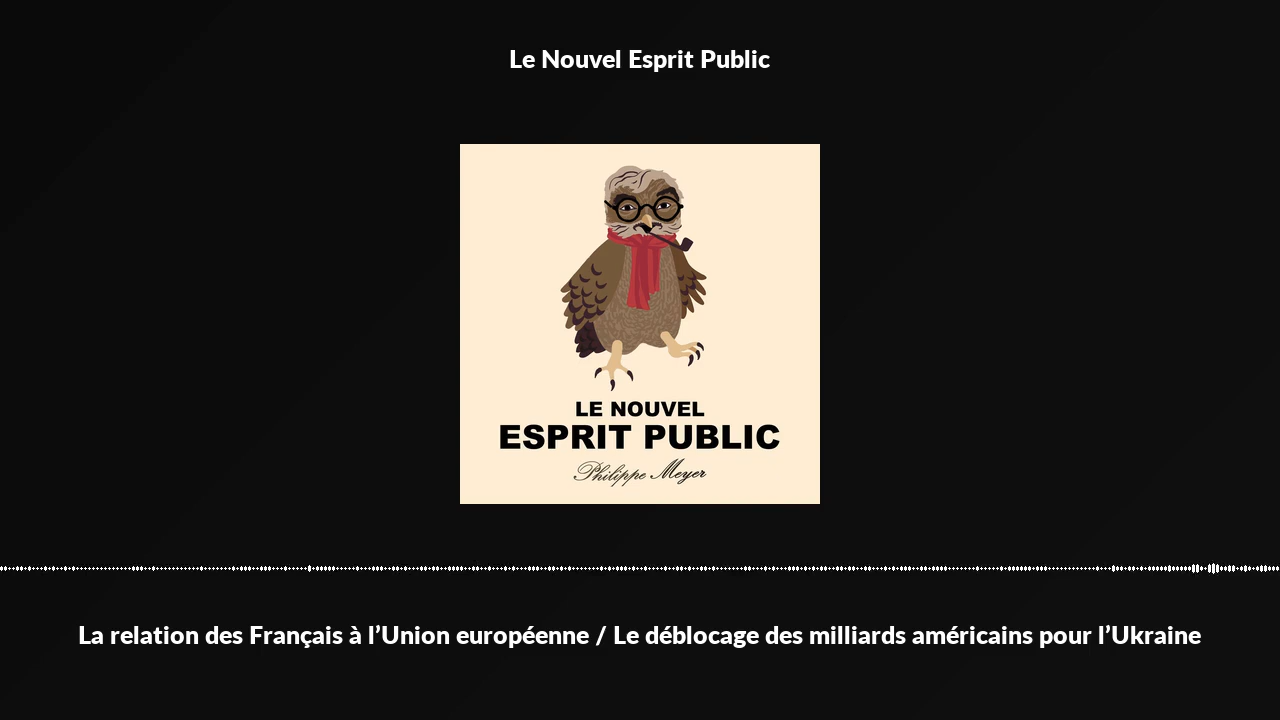 Le Nouvel Esprit Public
LE NOUVEL
ESPRIT PUBLIC
Philippe Meyer
La relation des Français à l’Union européenne / Le déblocage des milliards américains pour l’Ukraine